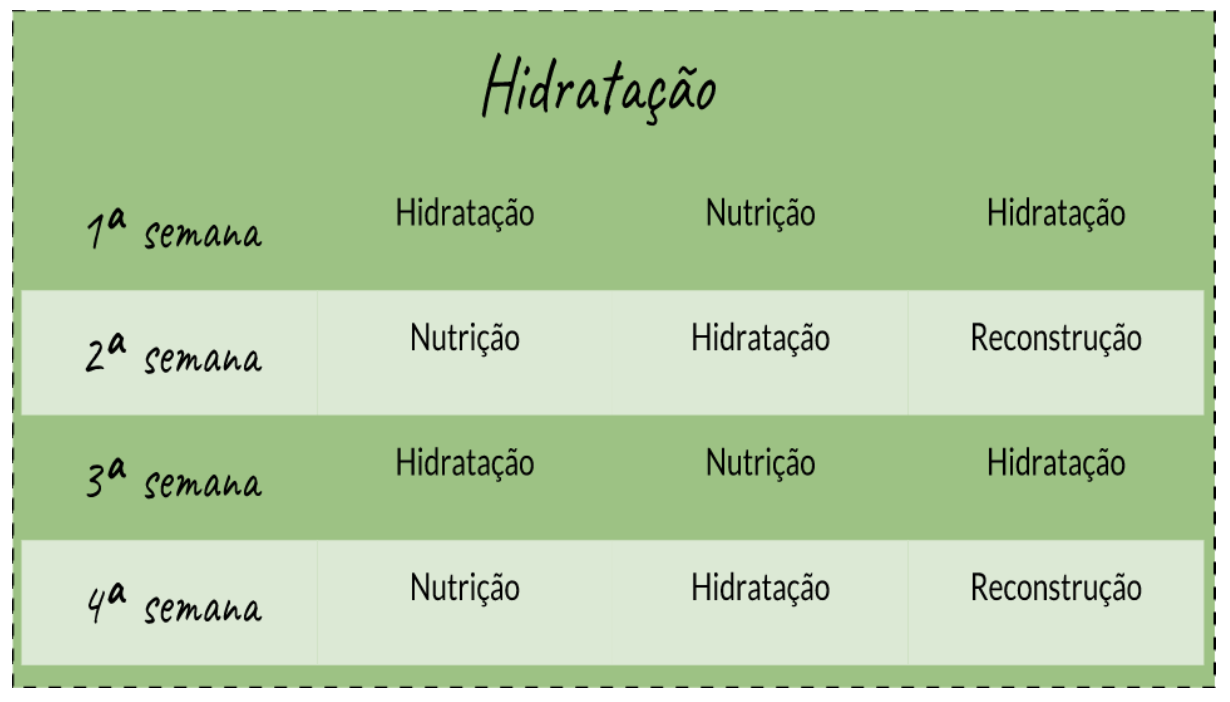 Hidratação
1ª semana Hidratação Nutrição Hidratação
2ª semana Nutrição Hidratação Reconstrução
3ª semana Hidratação Nutrição Hidratação
4ª semana Nutrição Hidratação Reconstrução